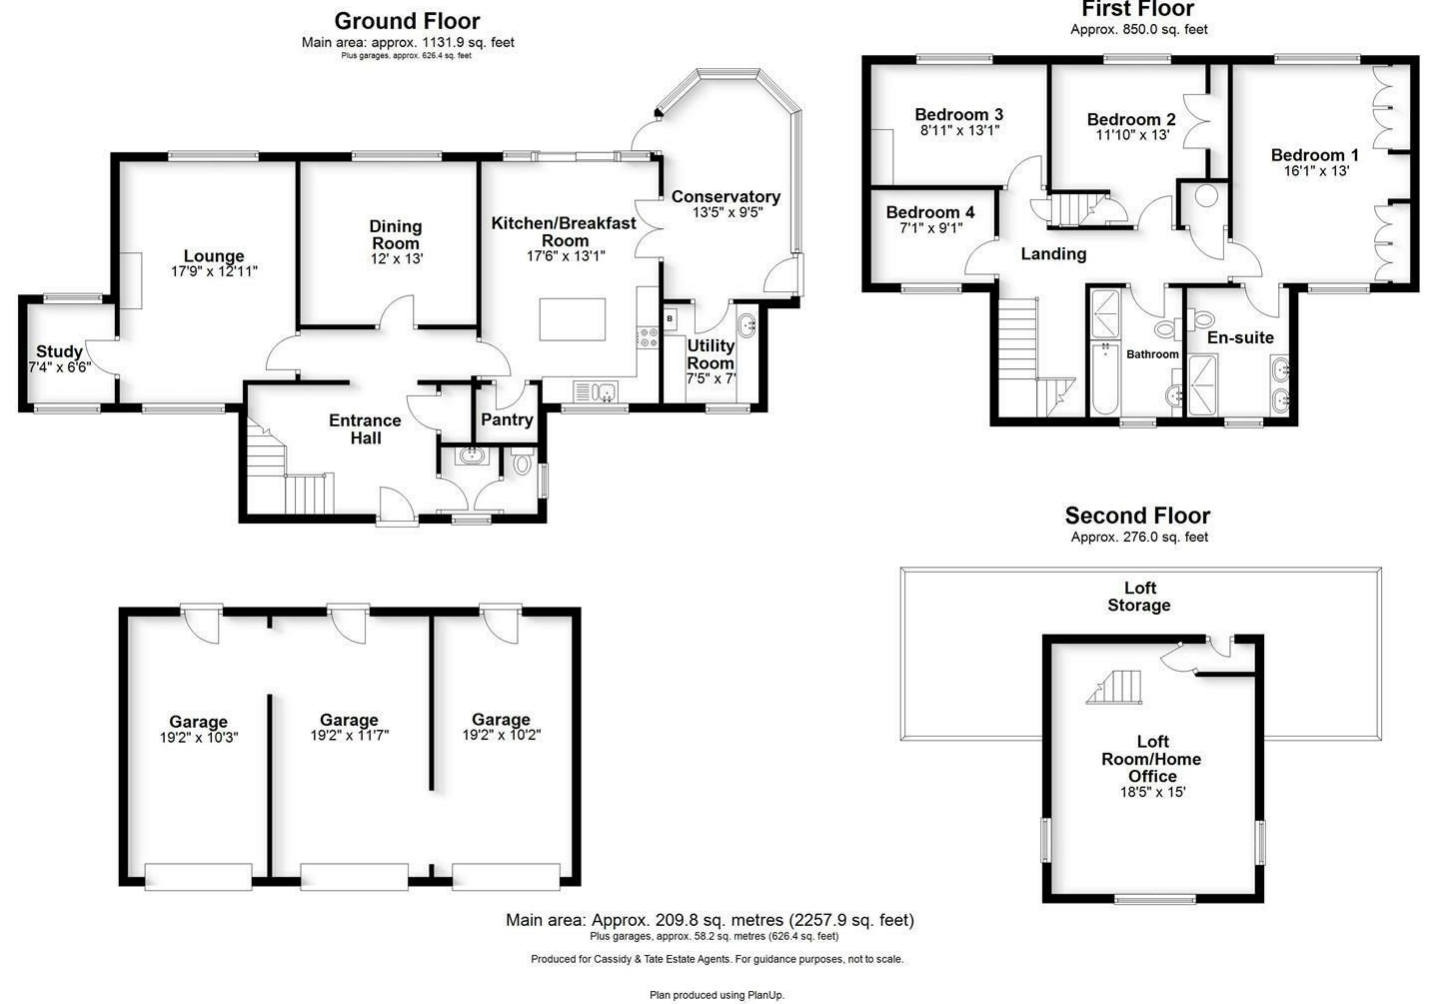 Ground Floor
Main area: approx. 1131.9 sq. feet
Plus garages, approx. 626.4 sq. feet
Conservatory
13'5" x 9'5"
Kitchen/Breakfast
Room
17'6" x 13'1"
Dining
Room
12' x 13'
Lounge
17'9" x 12'11"
Study
7'4" x 6'6"
B
Utility
Room
7'5" x 7'
Entrance
Hall
Pantry
Garage
19'2" x 10'3"
Garage
19'2" x 11'7"
Garage
19'2" x 10'2"
First Floor
Approx. 850.0 sq. feet
Bedroom 3
8'11" x 13'1"
Bedroom 2
11'10" x 13'
Bedroom 1
16'1" x 13'
Bedroom 4
7'1" x 9'1"
Landing
Bathroom
En-suite
Second Floor
Approx. 276.0 sq. feet
Loft
Storage
Loft
Room/Home
Office
18'5" x 15'
Main area: Approx. 209.8 sq. metres (2257.9 sq. feet)
Plus garages, approx. 58.2 sq. metres (626.4 sq. feet)
Produced for Cassidy & Tate Estate Agents. For guidance purposes, not to scale.
Plan produced using PlanUp.